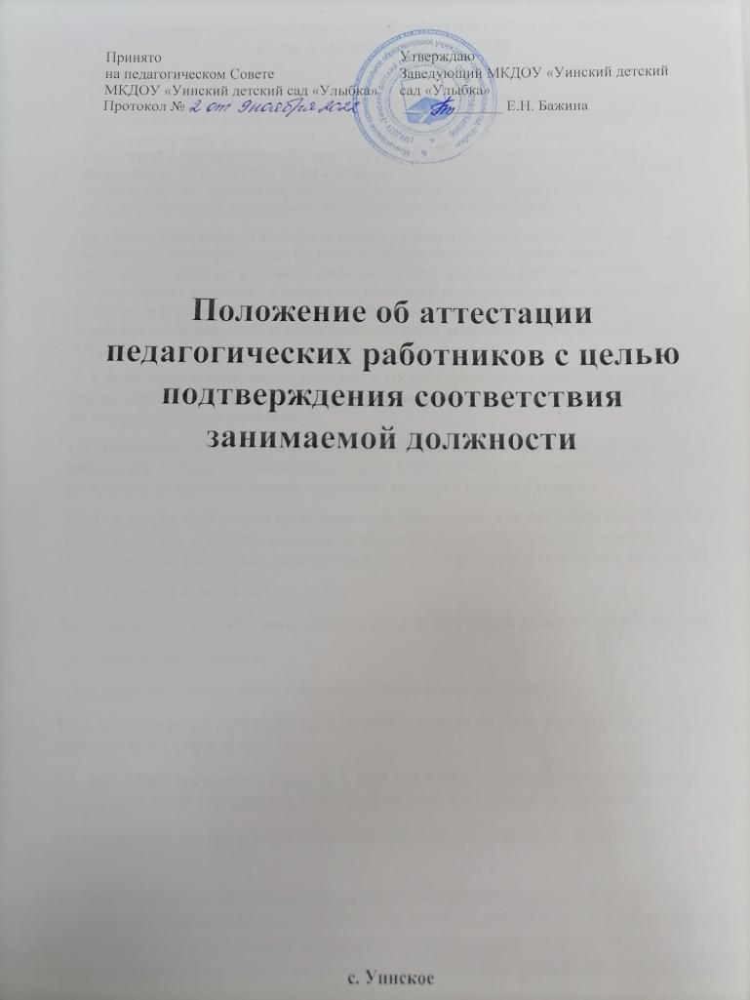 Принято
на педагогическом Совете
МКДОУ «Уинский детский сад «Улыбка»
Протокол № 2 от 9 ноября 2022
Утверждаю
Заведующий МКДОУ «Уинский детский
сад «Улыбка»
Е.Н. Бажина
Положение об аттестации
педагогических работников с целью
подтверждения соответствия
занимаемой должности
с. Уинское